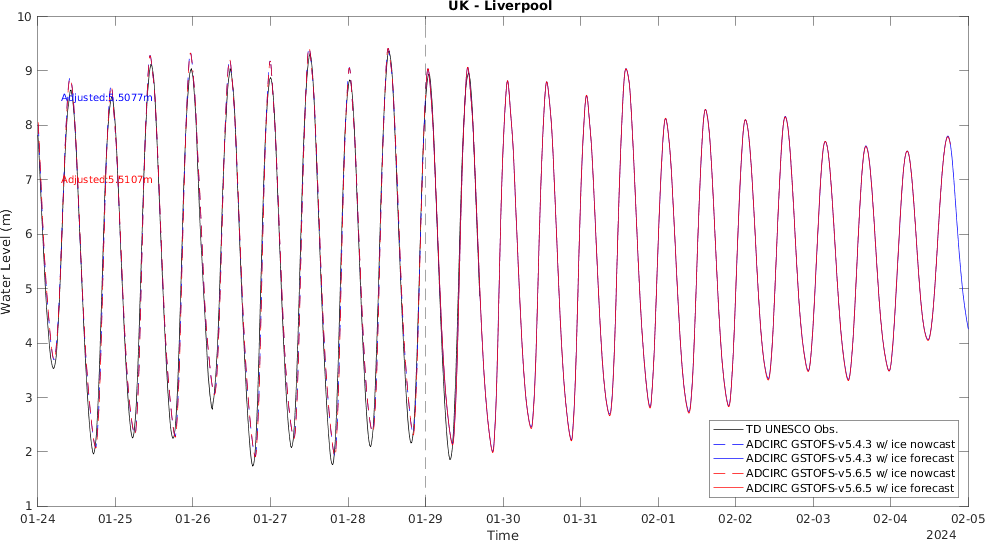 UK - Liverpool
10
9
8
7
6
5
4
3
2
1
Water Level (m)
Adjusted:5.5077m
Adjusted:5.5107m
TD UNESCO Obs.
ADCIRC GSTOFS-v5.4.3 w/ ice nowcast
ADCIRC GSTOFS-v5.4.3 w/ ice forecast
ADCIRC GSTOFS-v5.6.5 w/ ice nowcast
ADCIRC GSTOFS-v5.6.5 w/ ice forecast
01-24 01-25 01-26 01-27 01-28 01-29 01-30 01-31 02-01 02-02 02-03 02-04 02-05
Time
2024